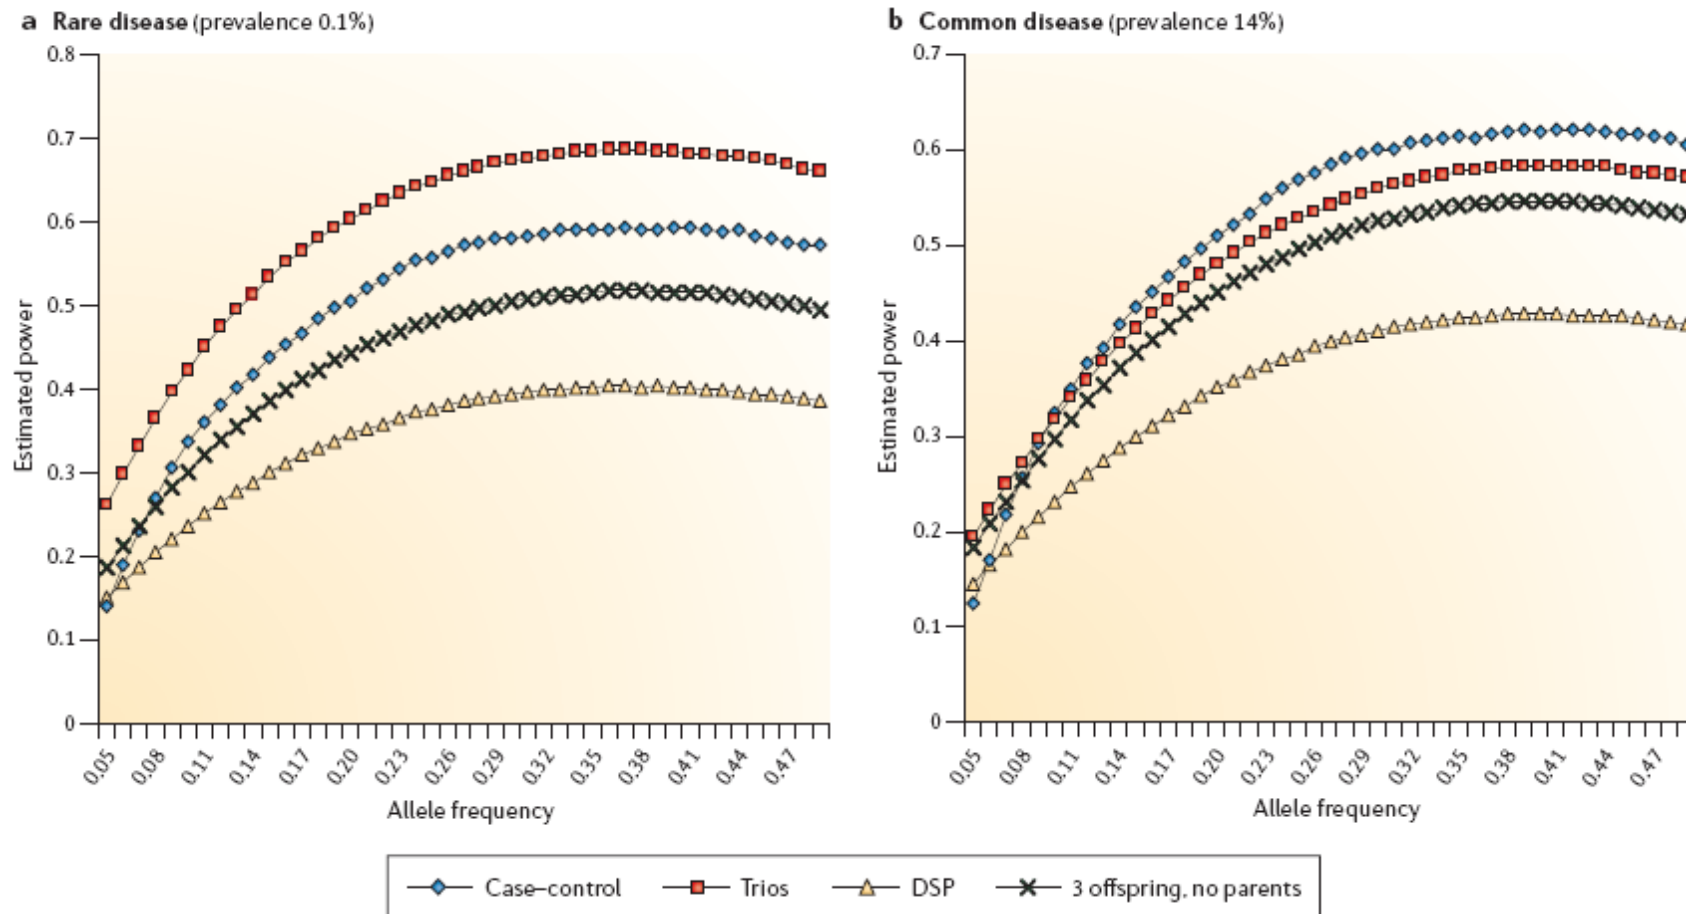 a Rare disease (prevalence 0.1%)
0.8
0.7
0.6
0.5
0.4
0.3
0.2
0.1
0
Estimated power
0.05 0.08 0.11 0.14 0.17 0.20 0.23 0.26 0.29 0.32 0.35 0.38 0.41 0.44 0.47
Allele frequency
b Common disease (prevalence 14%)
0.7
0.6
0.5
0.4
0.3
0.2
0.1
0
Estimated power
0.05 0.08 0.11 0.14 0.17 0.20 0.23 0.26 0.29 0.32 0.35 0.38 0.41 0.44 0.47
Allele frequency
Case–control Trios DSP 3 offspring, no parents